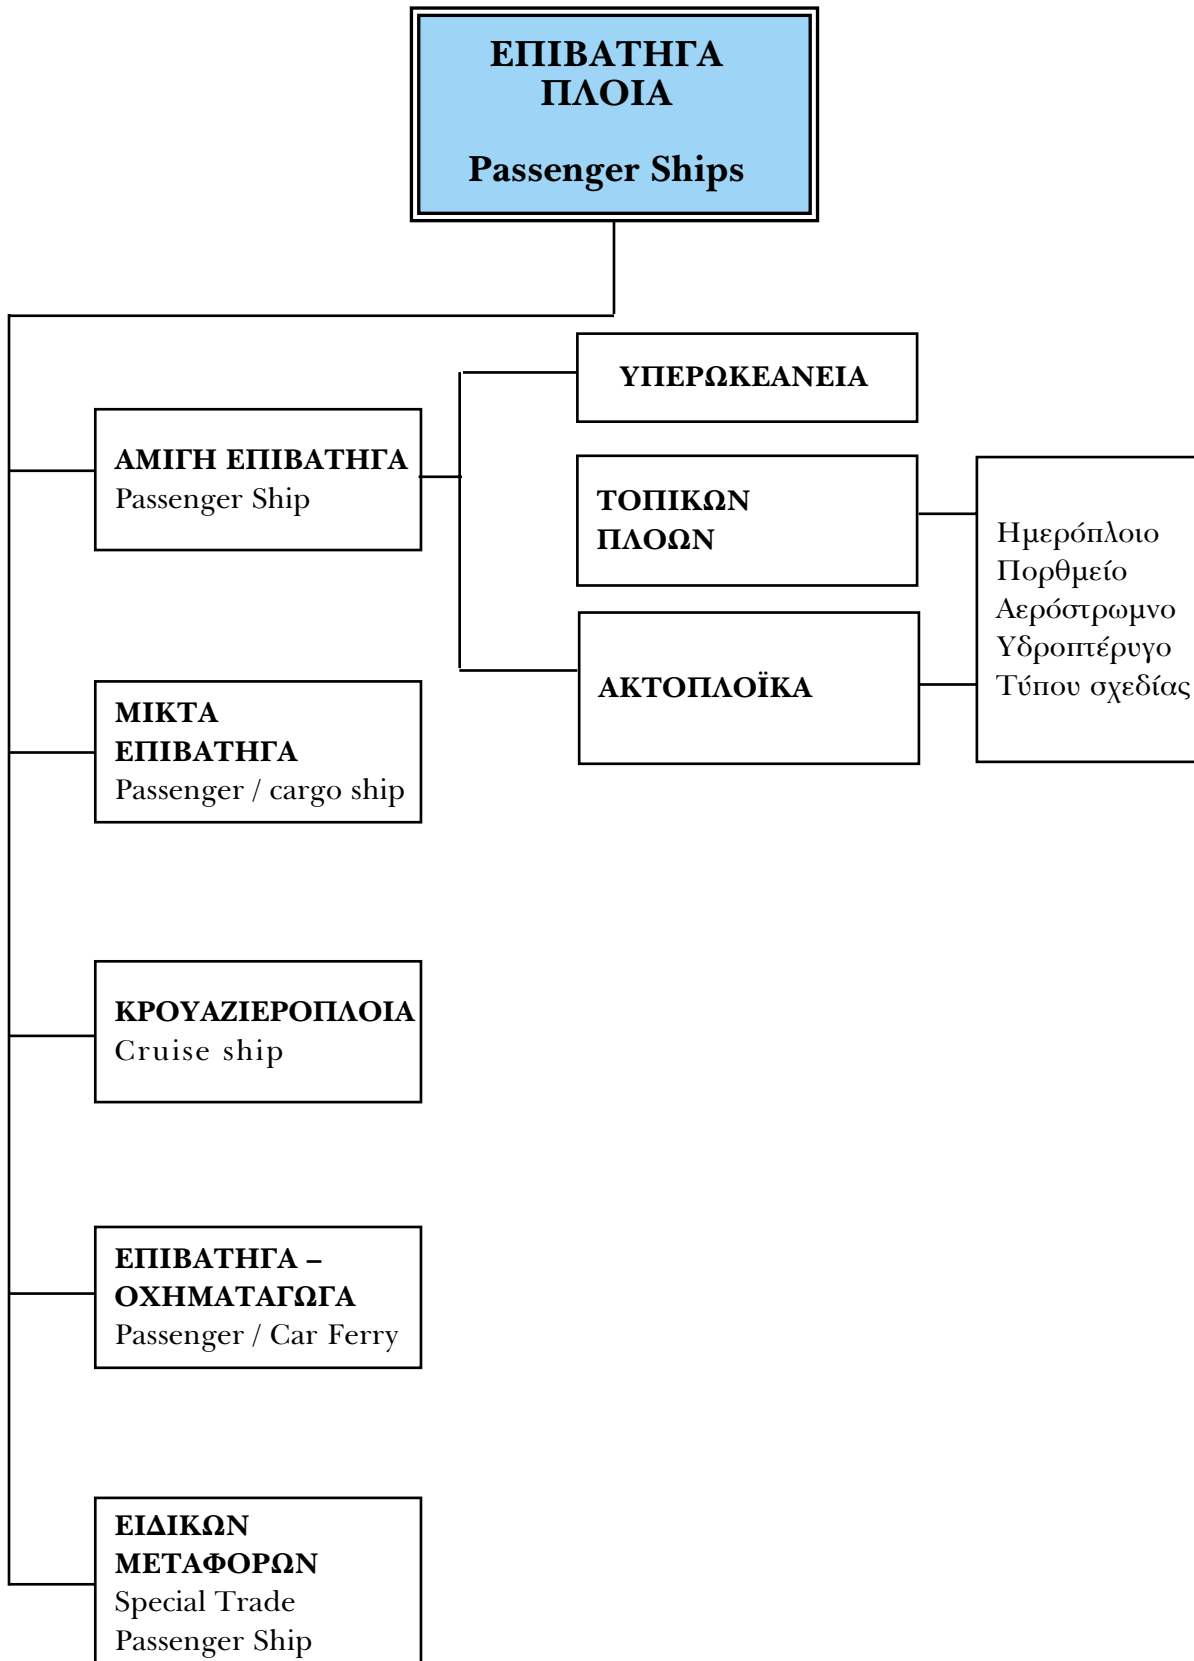 ΕΠΙΒΑΤΗΓΑ
ΠΛΟΙΑ
Passenger Ships
ΥΠΕΡΩΚΕΑΝΕΙΑ
ΑΜΙΓΗ ΕΠΙΒΑΤΗΓΑ
Passenger Ship
ΤΟΠΙΚΩΝ
ΠΛΟΩΝ
ΑΚΤΟΠΛΟΪΚΑ
Ημερόπλοιο
Πορθμείο
Αερόστρωμνο
Υδροπτέρυγο
Τύπου σχεδίας
ΜΙΚΤΑ
ΕΠΙΒΑΤΗΓΑ
Passenger / cargo ship
ΚΡΟΥΑΖΙΕΡΟΠΛΟΙΑ
Cruise ship
ΕΠΙΒΑΤΗΓΑ –
ΟΧΗΜΑΤΑΓΩΓΑ
Passenger / Car Ferry
ΕΙΔΙΚΩΝ
ΜΕΤΑΦΟΡΩΝ
Special Trade
Passenger Ship